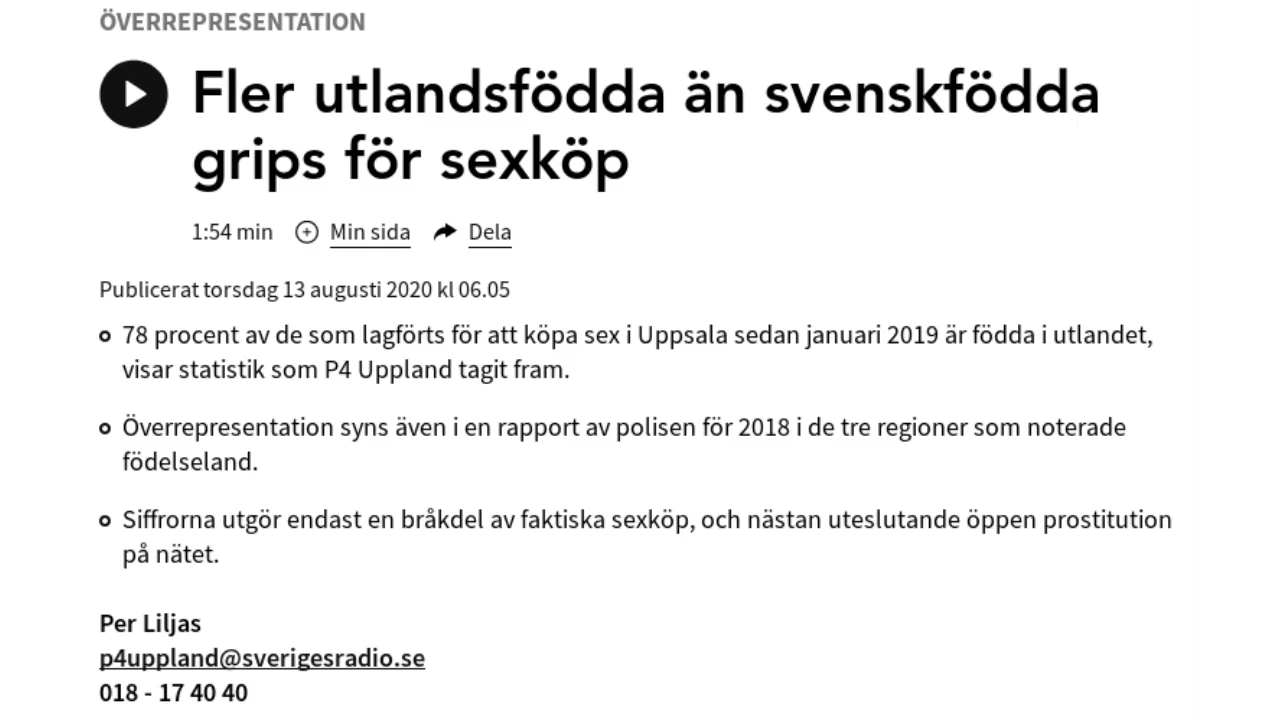 ÖVERREPRESENTATION
Fler utlandsfödda än svenskfödda
grips för sexköp
1:54 min Min sida Dela
Publicerat torsdag 13 augusti 2020 kl 06.05
78 procent av de som lagförts för att köpa sex i Uppsala sedan januari 2019 är födda i utlandet,
visar statistik som P4 Uppland tagit fram.
Överrepresentation syns även i en rapport av polisen för 2018 i de tre regioner som noterade
födelseland.
Siffrorna utgör endast en bråkdel av faktiska sexköp, och nästan uteslutande öppen prostitution
på nätet.
Per Liljas
p4uppland@sverigesradio.se
018 - 17 40 40